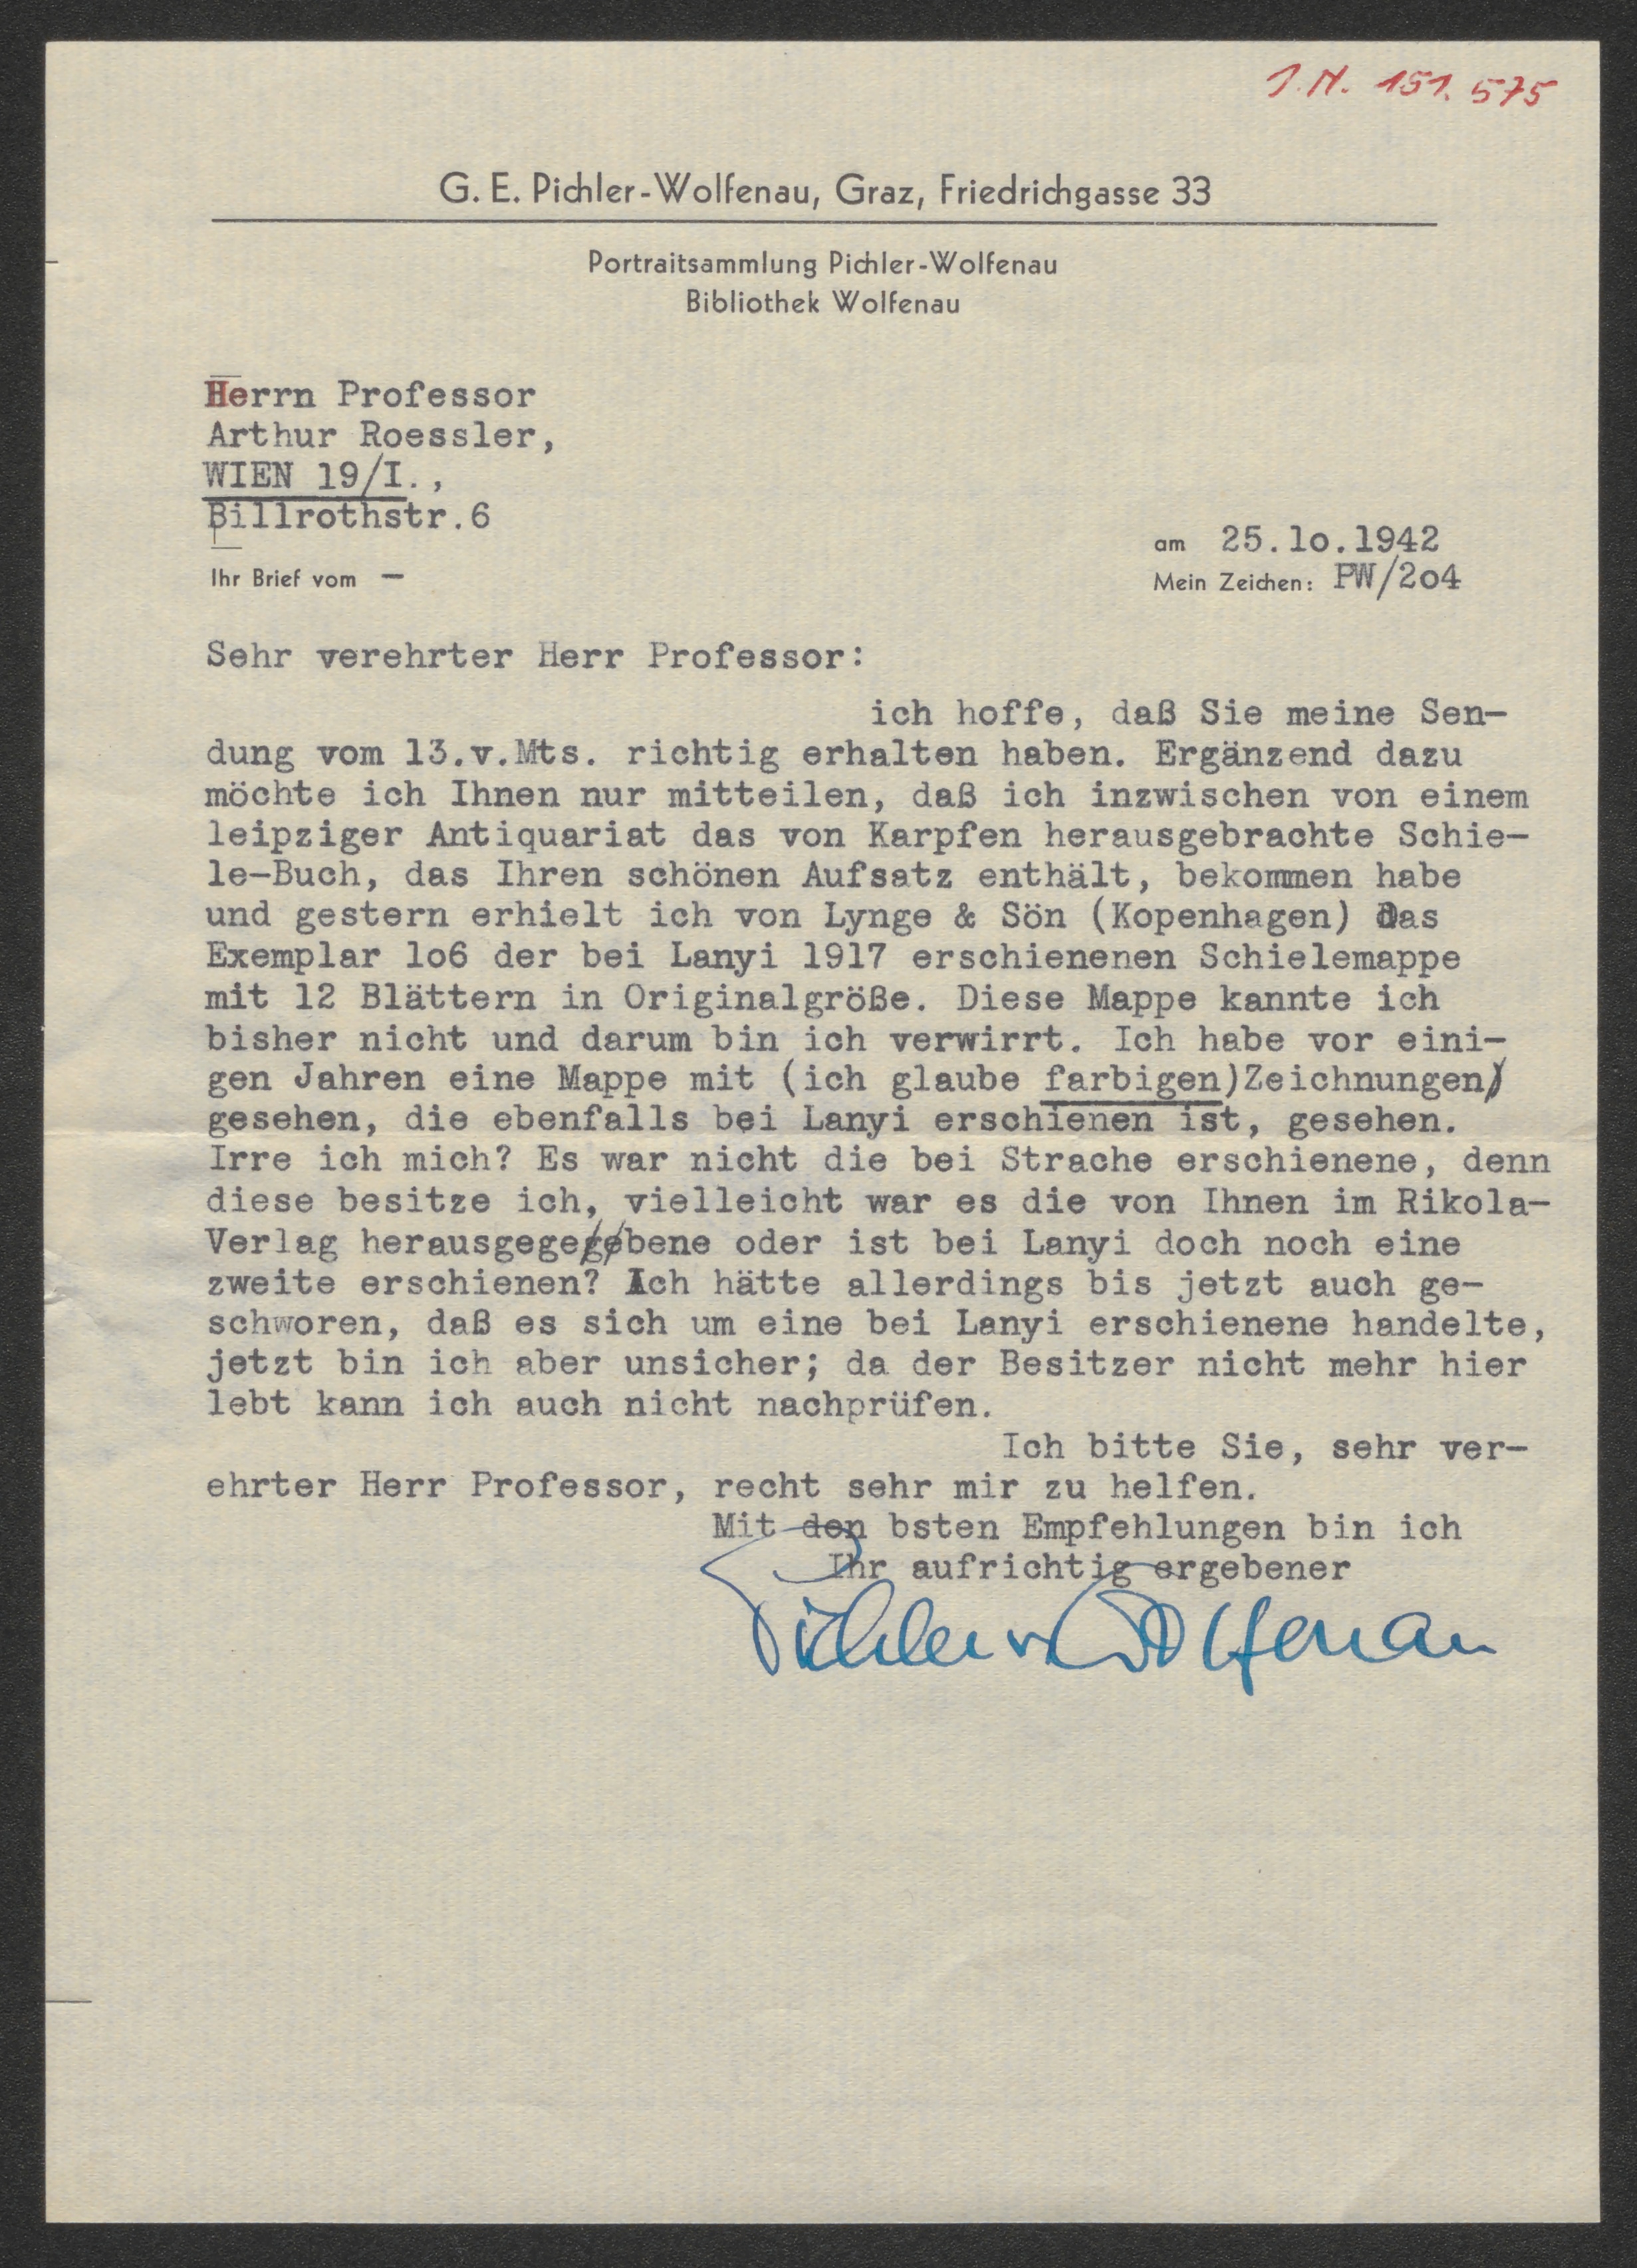 J.N. 151.575
G. E. Pichler-Wolfenau, Graz, Friedrichgasse 33
Portraitsammlung Pichler-Wolfenau
Bibliothek Wolfenau
Herrn Professor
Arthur Roessler,
WIEN 19/I.,
Billrothstr.6
am 25.lo.1942
Ihr Brief vom —
Mein Zeichen: PW/2o4
Sehr verehrter Herr Professor:
ich hoffe, daß Sie meine Sen-
dung vom 13.v.Mts. richtig erhalten haben. Ergänzend dazu
möchte ich Ihnen nur mitteilen, daß ich inzwischen von einem
leipziger Antiquariat das von Karpfen herausgebrachte Schie-
le-Buch, das Ihren schönen Aufsatz enthält, bekommen habe
und gestern erhielt ich von Lynge & Sön (Kopenhagen) das
Exemplar lo6 der bei Lanyi 1917 erschienenen Schielemappe
mit 12 Blättern in Originalgröße. Diese Mappe kannte ich
bisher nicht und darum bin ich verwirrt. Ich habe vor eini-
gen Jahren eine Mappe mit (ich glaube farbigen)Zeichnungen)
gesehen, die ebenfalls bei Lanyi erschienen ist, gesehen.
Irre ich mich? Es war nicht die bei Strache erschienene, denn
diese besitze ich, vielleicht war es die von Ihnen im Rikola-
Verlag herausgegegebene oder ist bei Lanyi doch noch eine
zweite erschienen? Ich hätte allerdings bis jetzt auch ge-
schworen, daß es sich um eine bei Lanyi erschienene handelte,
jetzt bin ich aber unsicher; da der Besitzer nicht mehr hier
lebt kann ich auch nicht nachprüfen.
Ich bitte Sie, sehr ver-
ehrter Herr Professor, recht sehr mir zu helfen.
Mit den bsten Empfehlungen bin ich
Ihr aufrichtig ergebener
Pichler v Wolfenau